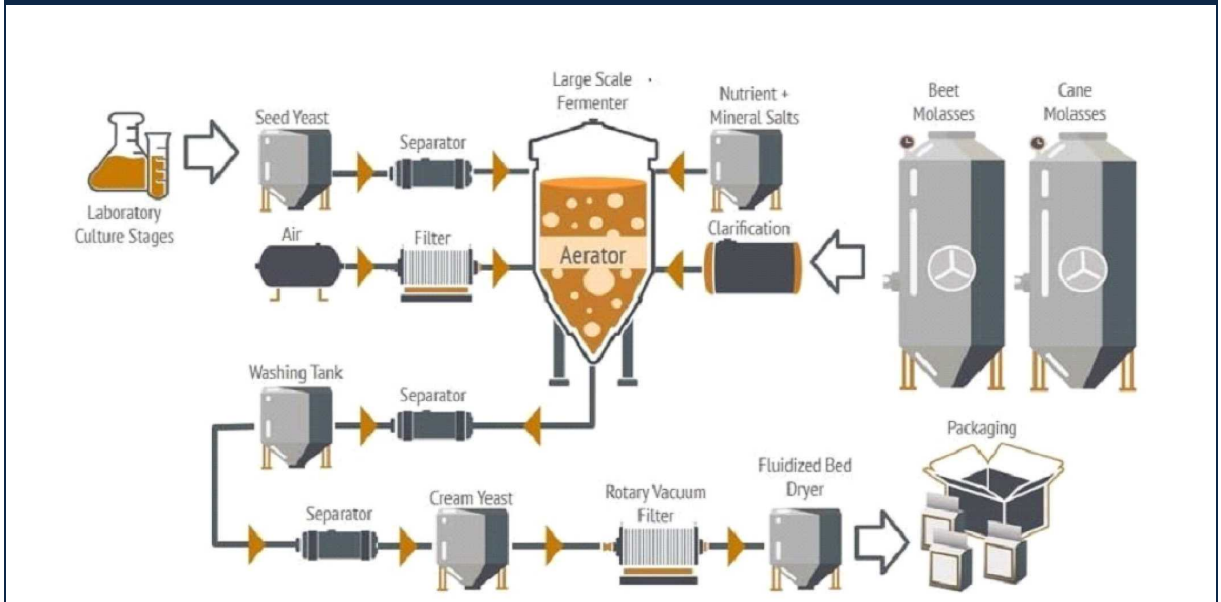 Large Scale
Fermenter
Nutrient +
Mineral Salts
Beet
Molasses
Cane
Molasses
Seed Yeast
Separator
Laboratory
Culture Stages
Air
Filter
Aerator
Clarification
Washing Tank
Separator
Packaging
Separator
Cream Yeast
Rotary Vacuum
Filter
Fluidized Bed
Dryer